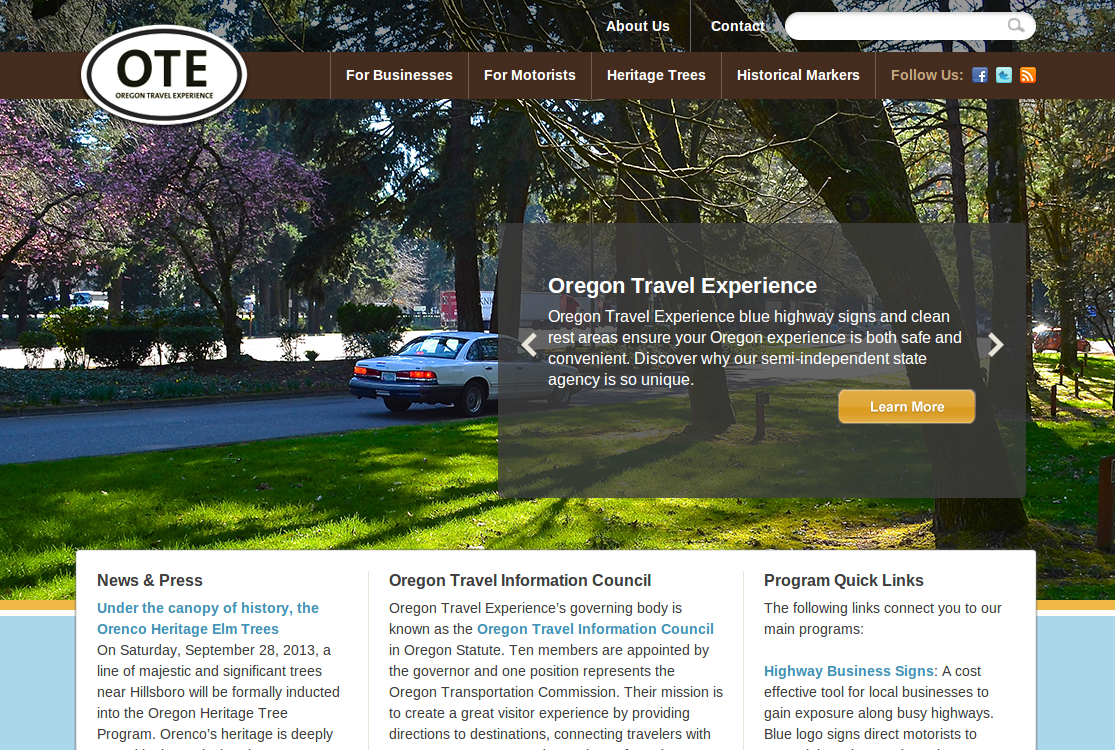 About Us
Contact
OTE
OREGON TRAVEL EXPERIENCE
For Businesses
For Motorists
Heritage Trees
Historical Markers
Follow Us:
Oregon Travel Experience
Oregon Travel Experience blue highway signs and clean
rest areas ensure your Oregon experience is both safe and
convenient. Discover why our semi-independent state
agency is so unique.
Learn More
News & Press
Under the canopy of history, the
Orenco Heritage Elm Trees
On Saturday, September 28, 2013, a
line of majestic and significant trees
near Hillsboro will be formally inducted
into the Oregon Heritage Tree
Program. Orenco’s heritage is deeply
Oregon Travel Information Council
Oregon Travel Experience’s governing body is
known as the Oregon Travel Information Council
in Oregon Statute. Ten members are appointed by
the governor and one position represents the
Oregon Transportation Commission. Their mission is
to create a great visitor experience by providing
directions to destinations, connecting travelers with
Program Quick Links
The following links connect you to our
main programs:
Highway Business Signs: A cost
effective tool for local businesses to
gain exposure along busy highways.
Blue logo signs direct motorists to